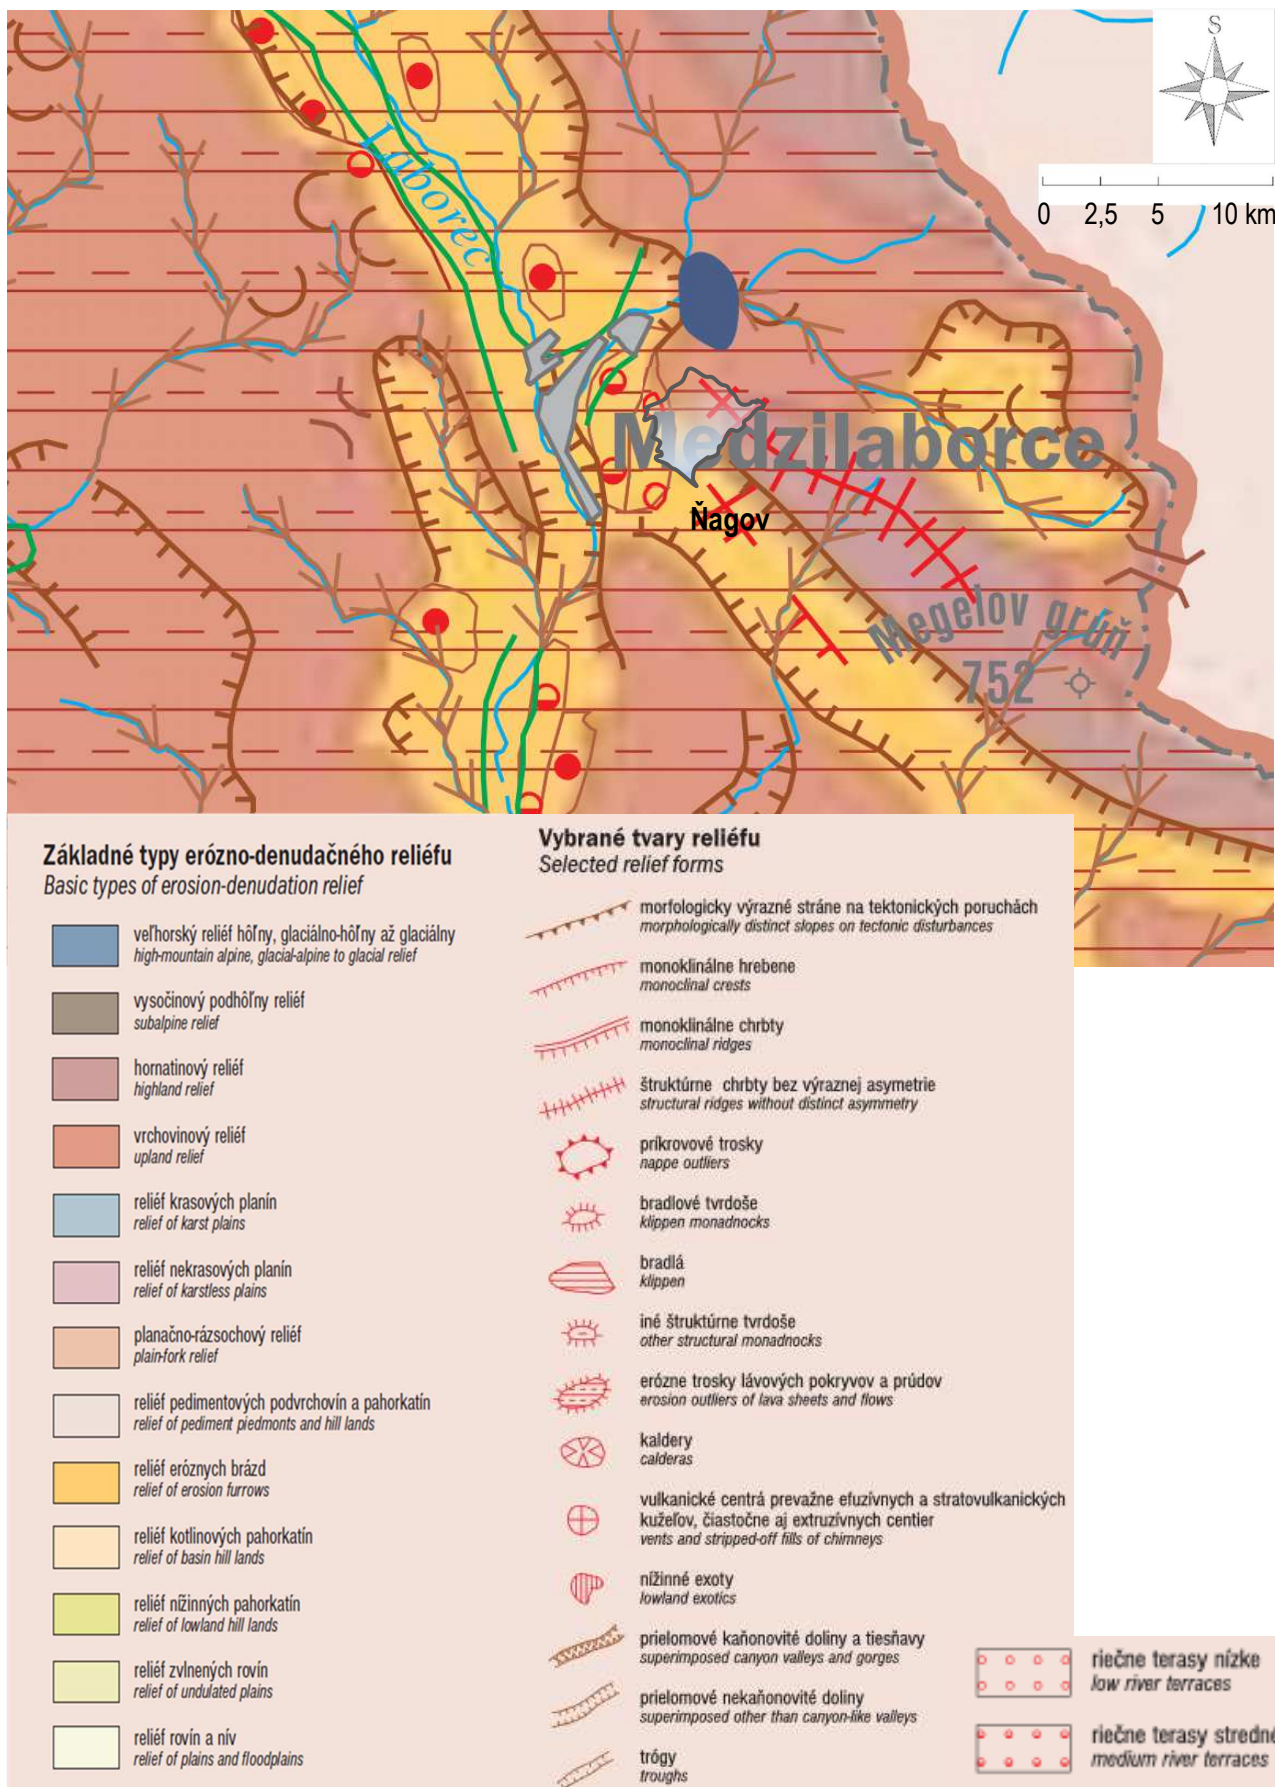 S
0 2,5 5 10 km
Laborec
Medzilaborce
Ňagov
Megelov grúň
752
Základné typy erózno-denudačného reliéfu
Basic types of erosion-denudation relief
veľhorský reliéf hôľny, glaciálno-hôľny až glaciálny
high-mountain alpine, glacial-alpine to glacial relief
vysočinový podhôľny reliéf
subalpine relief
hornatinový reliéf
highland relief
vrchovinový reliéf
upland relief
reliéf krasových planín
relief of karst plains
reliéf nekrasových planín
relief of karstless plains
planačno-rázsochový reliéf
plain-fork relief
reliéf pedimentových podvrchovín a pahorkatín
relief of pediment piedmonts and hill lands
reliéf eróznych brázd
relief of erosion furrows
reliéf kotlinových pahorkatín
relief of basin hill lands
reliéf nížinných pahorkatín
relief of lowland hill lands
reliéf zvlnených rovín
relief of undulated plains
reliéf rovín a nív
relief of plains and floodplains
Vybrané tvary reliéfu
Selected relief forms
morfologicky výrazné stráne na tektonických poruchách
morphologically distinct slopes on tectonic disturbances
monoklinálne hrebene
monoclinal crests
monoklinálne chrbty
monoclinal ridges
štruktúrne chrbty bez výraznej asymetrie
structural ridges without distinct asymmetry
príkrovové trosky
nappe outliers
bradlové tvrdoše
klippen monadnocks
bradlá
klippen
iné štruktúrne tvrdoše
other structural monadnocks
erózne trosky lávových pokryvov a prúdov
erosion outliers of lava sheets and flows
kaldery
calderas
vulkanické centrá prevažne efuzívnych a stratovulkanických
kužeľov, čiastočne aj extruzívnych centier
vents and stripped-off fills of chimneys
nížinné exoty
lowland exotics
prielomové kaňonovité doliny a tiesňavy
superimposed canyon valleys and gorges
prielomové nekaňonovité doliny
superimposed other than canyon-like valleys
trógy
troughs
riečne terasy nízke
low river terraces
riečne terasy stredné
medium river terraces